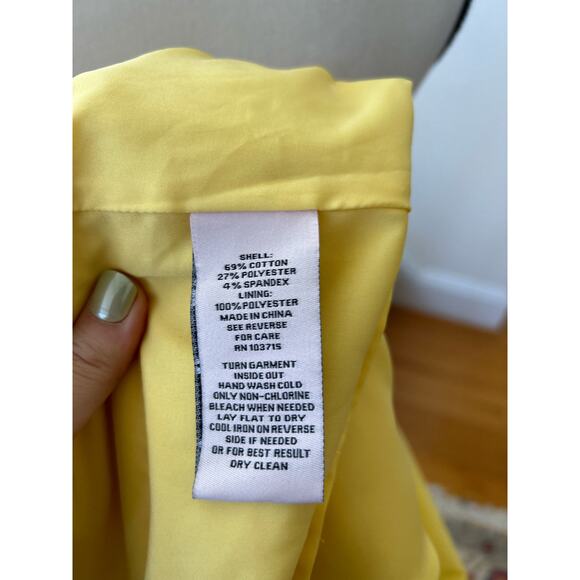 SHELL:
69% COTTON
27% POLYESTER
4% SPANDEX
LINING:
100% POLYESTER
MADE IN CHINA
SEE REVERSE
FOR CARE
RN 103715
TURN GARMENT
INSIDE OUT
HAND WASH COLD
ONLY NON-CHLORINE
BLEACH WHEN NEEDED
LAY FLAT TO DRY
COOL IRON ON REVERSE
SIDE IF NEEDED
OR FOR BEST RESULT
DRY CLEAN